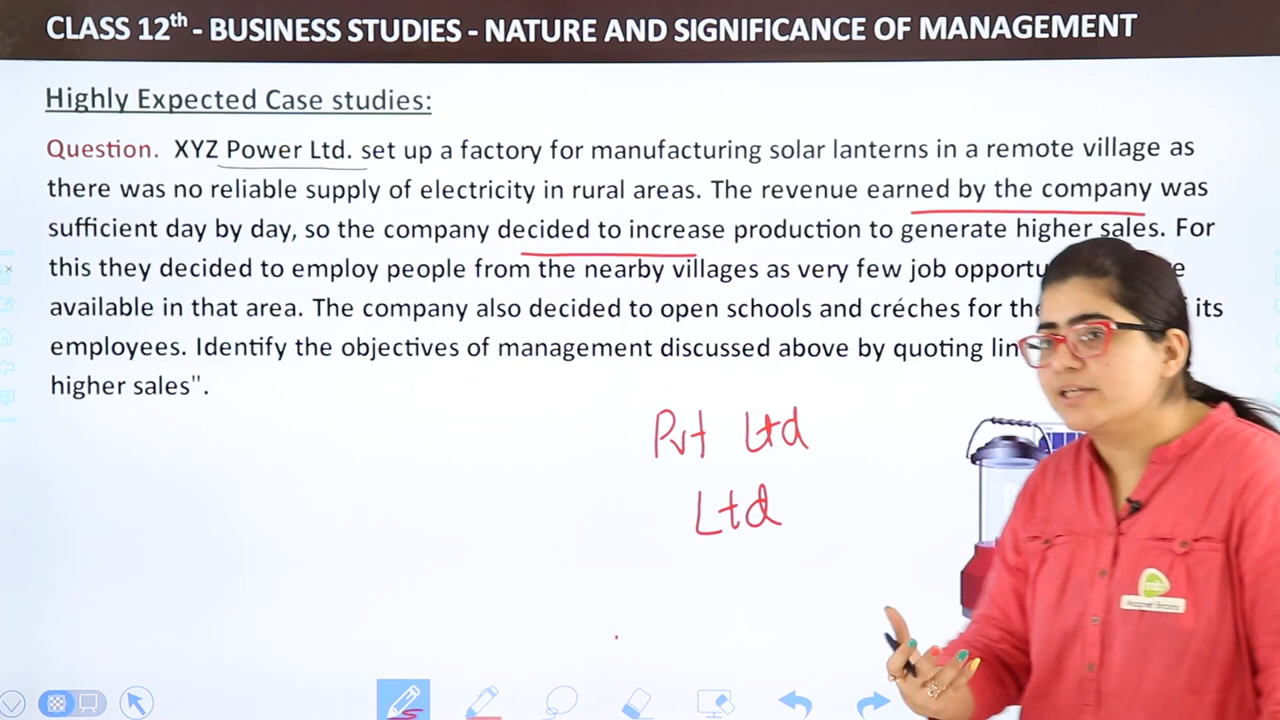 CLASS 12th - BUSINESS STUDIES - NATURE AND SIGNIFICANCE OF MANAGEMENT
Highly Expected Case studies:
Question. XYZ Power Ltd. set up a factory for manufacturing solar lanterns in a remote village as
there was no reliable supply of electricity in rural areas. The revenue earned by the company was
sufficient day by day, so the company decided to increase production to generate higher sales. For
this they decided to employ people from the nearby villages as very few job
available in that area. The company also decided to open schools and créches for its
employees. Identify the objectives of management discussed above by quoting
higher sales".
Pvt Ltd
Ltd